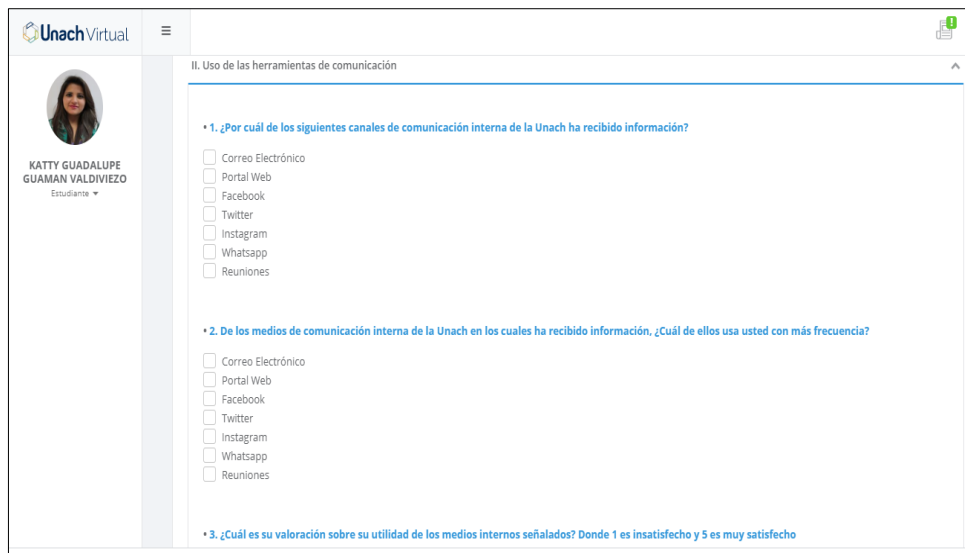 Unach Virtual
II. Uso de las herramientas de comunicación
KATTY GUADALUPE
GUAMAN VALDIVIEZO
Estudiante
• 1. ¿Por cuál de los siguientes canales de comunicación interna de la Unach ha recibido información?
Correo Electrónico
Portal Web
Facebook
Twitter
Instagram
Whatsapp
Reuniones
• 2. De los medios de comunicación interna de la Unach en los cuales ha recibido información, ¿Cuál de ellos usa usted con más frecuencia?
Correo Electrónico
Portal Web
Facebook
Twitter
Instagram
Whatsapp
Reuniones
• 3. ¿Cuál es su valoración sobre su utilidad de los medios internos señalados? Donde 1 es insatisfecho y 5 es muy satisfecho